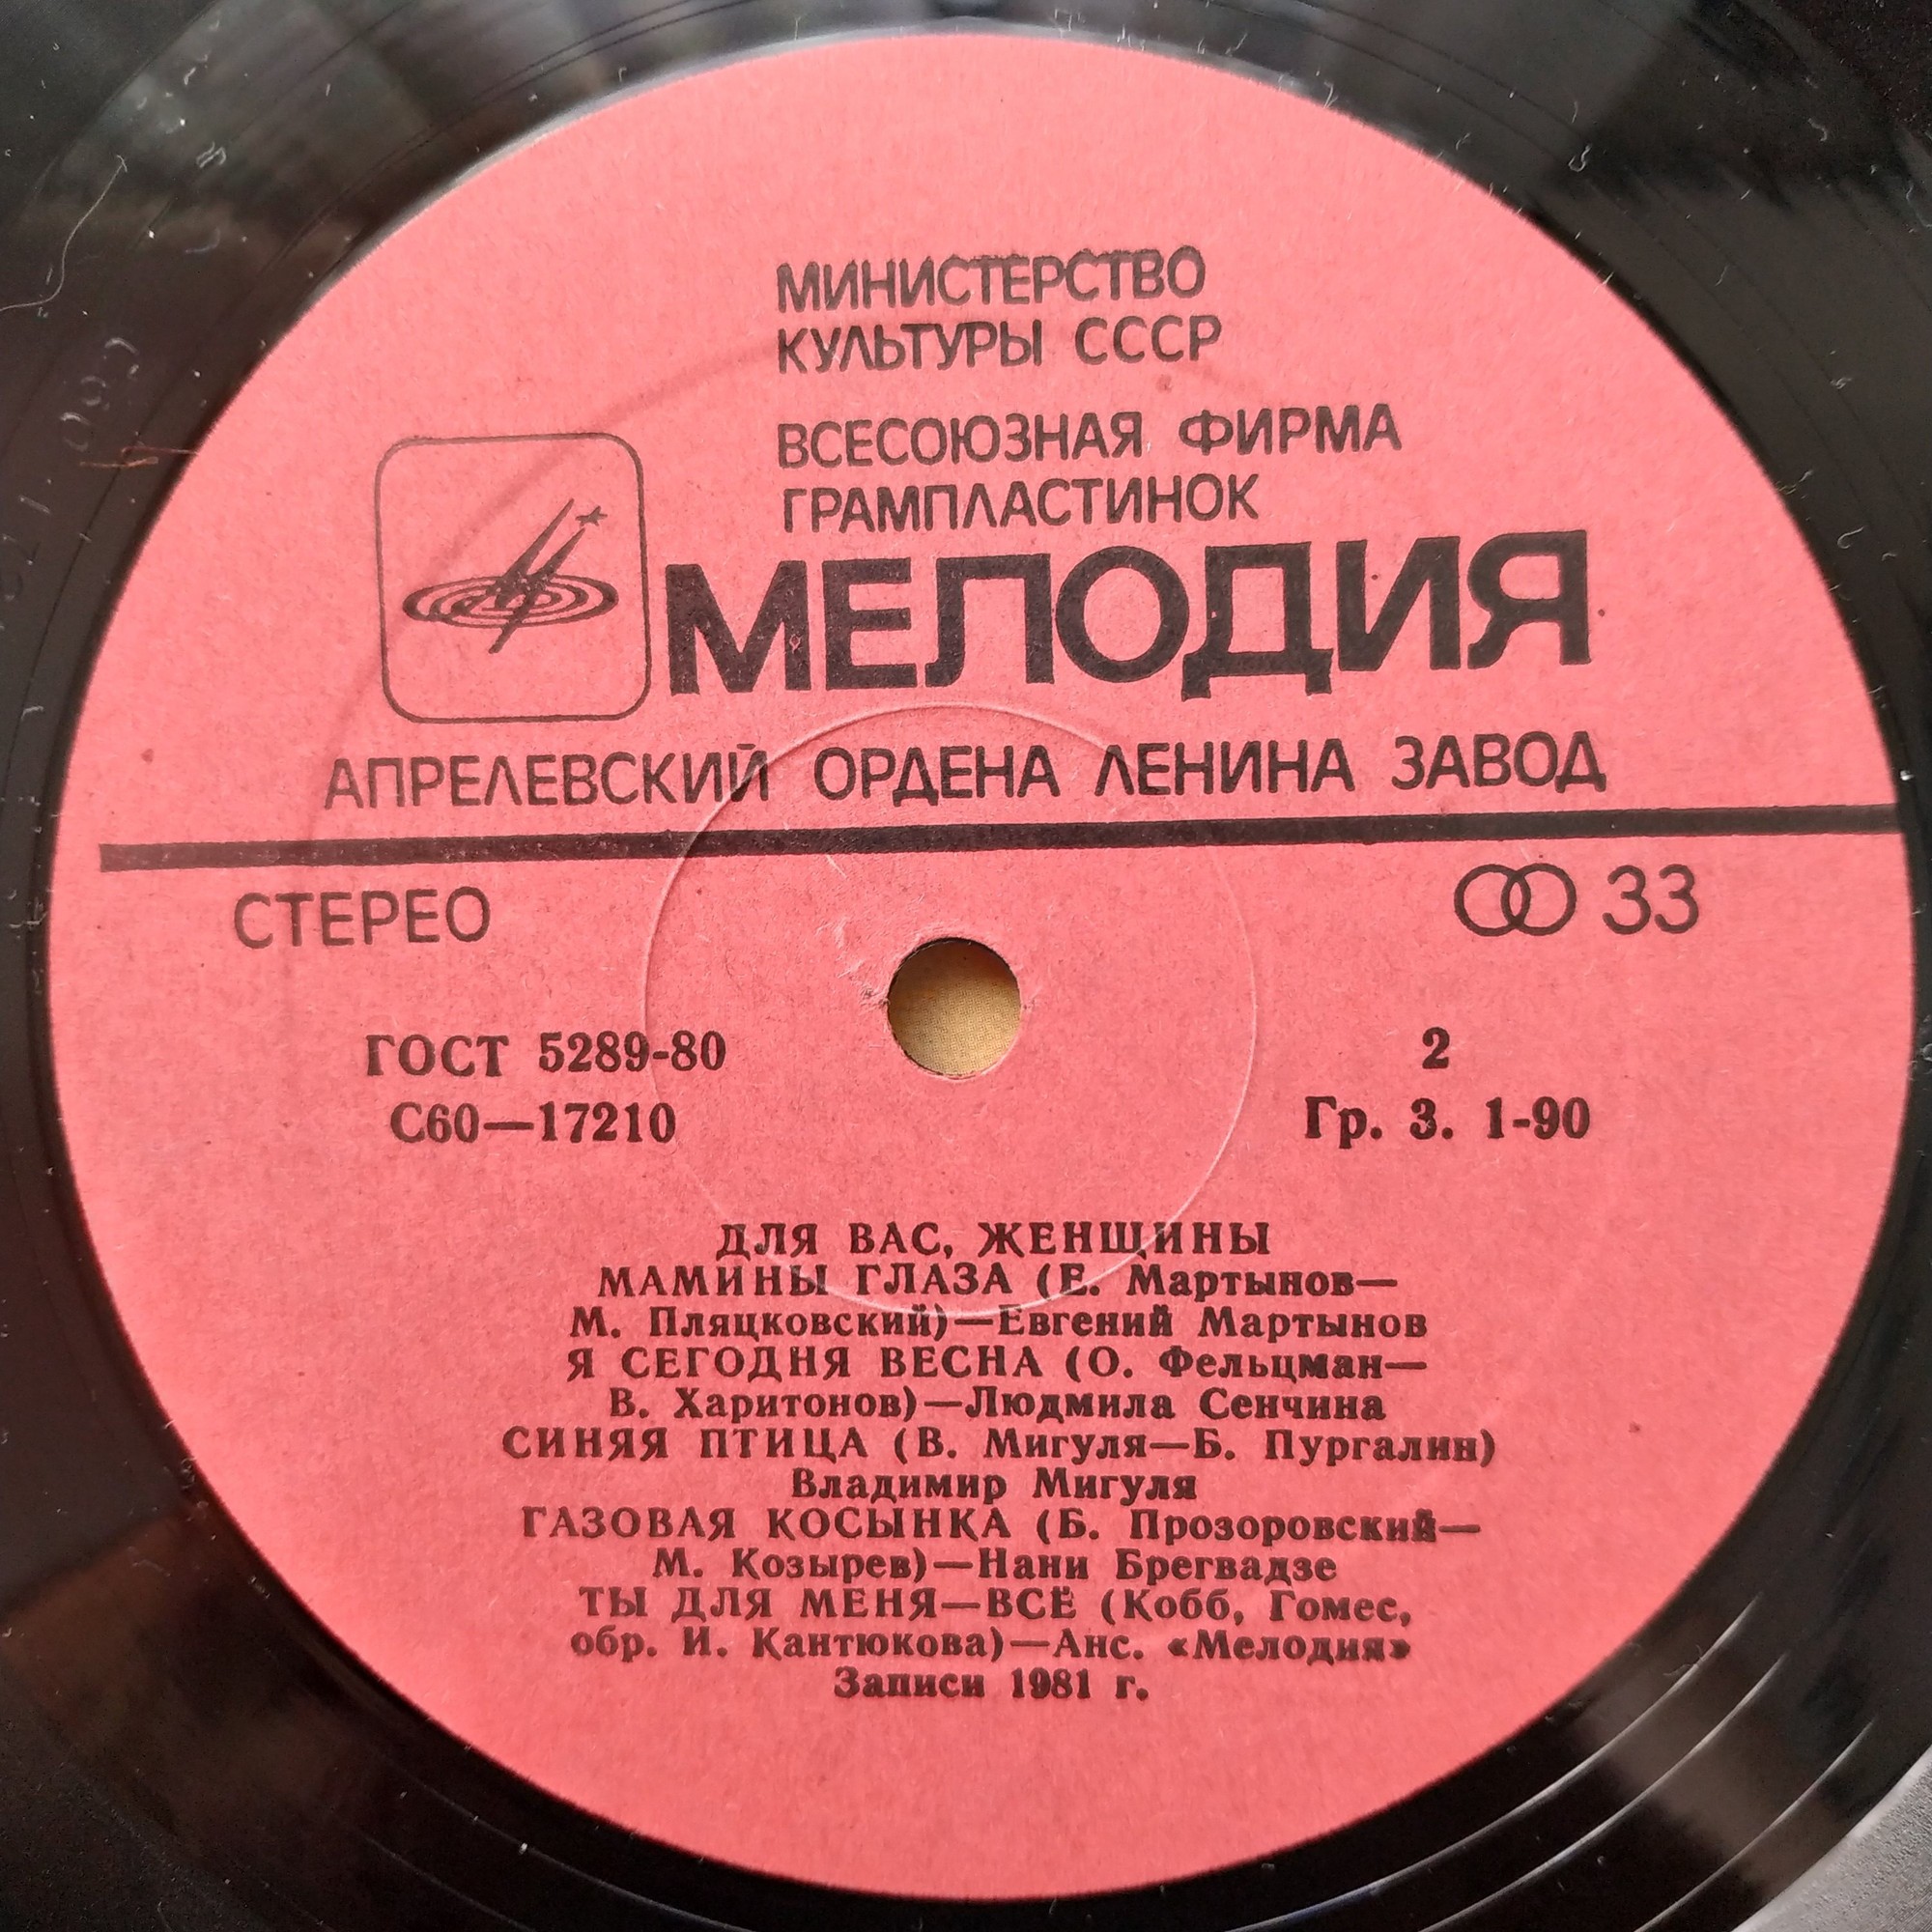 МИНИСТЕРСТВО
КУЛЬТУРЫ СССР
ВСЕСОЮЗНАЯ ФИРМА
ГРАМПЛАСТИНОК
МЕЛОДИЯ
АПРЕЛЕВСКИЙ ОРДЕНА ЛЕНИНА ЗАВОД
СТЕРЕО
33
ГОСТ 5289-80
2
С60—17210
Гр. 3. 1-90
ДЛЯ ВАС, ЖЕНЩИНЫ
МАМИНЫ ГЛАЗА (Е. Мартынов—
М. Пляцковский)—Евгений Мартынов
Я СЕГОДНЯ ВЕСНА (О. Фельцман—
В. Харитонов)—Людмила Сенчина
СИНЯЯ ПТИЦА (В. Мигуля—Б. Пургалин)
Владимир Мигуля
ГАЗОВАЯ КОСЫНКА (Б. Прозоровский—
М. Козырев)—Нани Брегвадзе
ТЫ ДЛЯ МЕНЯ—ВСЁ (Кобб, Гомес,
обр. И. Кантюкова)—Анс. «Мелодия»
Записи 1981 г.